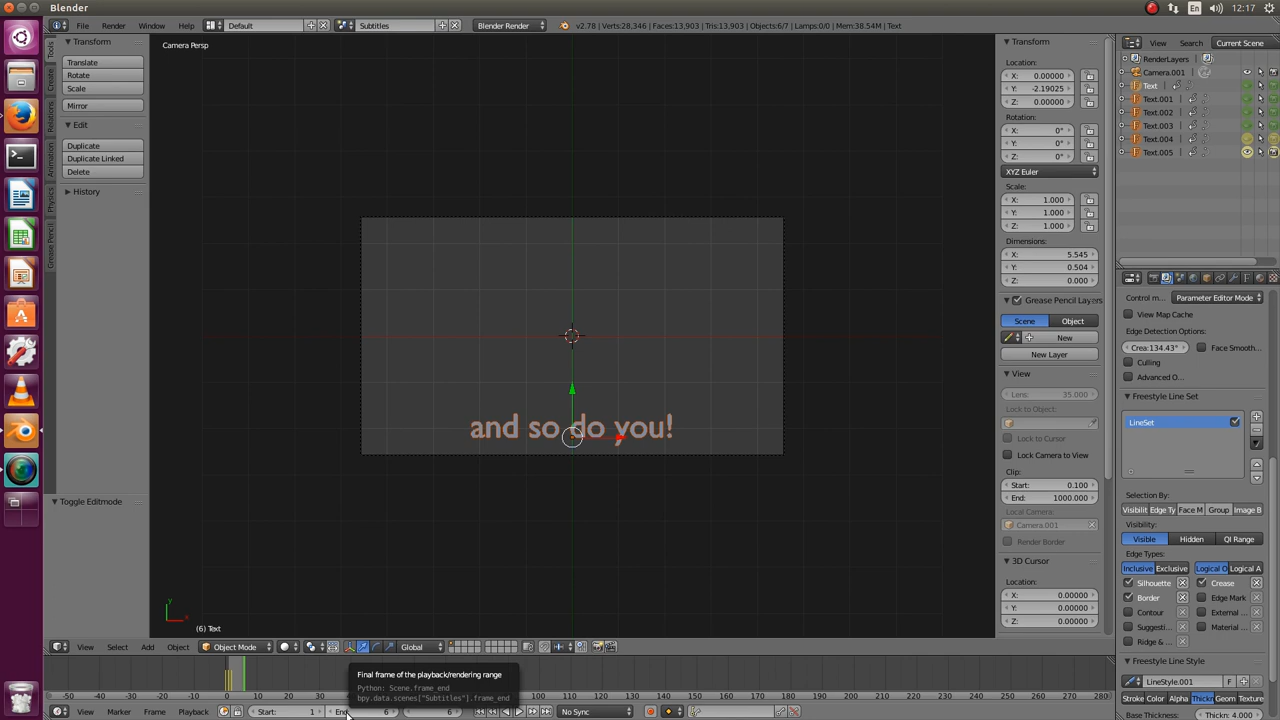 Blender
En
12:17
File
Render
Window
Help
Default
Subtitles
Blender Render
v2.78 | Verts:28,346 | Faces:13,903 | Tris:13,903 | Objects:6/7 | Lamps:0/0 | Mem:38.54M | Text
Tools
Create
Relations
Animation
Physics
Grease Pencil
Transform
Translate
Rotate
Scale
Mirror
Edit
Duplicate
Duplicate Linked
Delete
History
Toggle Editmode
Camera Persp
and so do you!
y
x
(6) Text
Transform
Location:
X: 0.00000
Y: -2.19025
Z: 0.00000
Rotation:
X: 0°
Y: 0°
Z: 0°
XYZ Euler
Scale:
X: 1.000
Y: 1.000
Z: 1.000
Dimensions:
X: 5.545
Y: 0.504
Z: 0.000
Grease Pencil Layers
Scene
Object
New
New Layer
View
Lens: 35.000
Lock to Object:
Lock to Cursor
Lock Camera to View
Clip:
Start: 0.100
End: 1000.000
Local Camera:
Camera.001
Render Border
3D Cursor
Location:
X: 0.00000
Y: 0.00000
Z: 0.00000
View
Search
Current Scene
RenderLayers
Camera.001
Text
Text.001
Text.002
Text.003
Text.004
Text.005
Control m...
Parameter Editor Mode
View Map Cache
Edge Detection Options:
Crea:134.43°
Face Smooth...
Culling
Advanced O...
Freestyle Line Set
LineSet
Selection By:
Visibilit
Edge Ty
Face M
Group
Image B
Visibility:
Visible
Hidden
QI Range
Edge Types:
Inclusive
Exclusive
Logical O
Logical A
Silhouette
Crease
Border
Edge Mark
Contour
External ...
Suggesti...
Material ...
Ridge & ...
Freestyle Line Style
LineStyle.001
Stroke
Color
Alpha
Thickr
Geom
Textur
Base Thickness:
Thickn: 4.000
View
Select
Add
Object
Object Mode
Global
Final frame of the playback/rendering range
Python: Scene.frame_end
bpy.data.scenes["Subtitles"].frame_end
-50 -40 -30 -20 -10 0 10 20 30 110 120 130 140 150 160 170 180 190 200 210 220 230 240 250 260 270
View
Marker
Frame
Playback
Start: 1
End: 6
6
No Sync